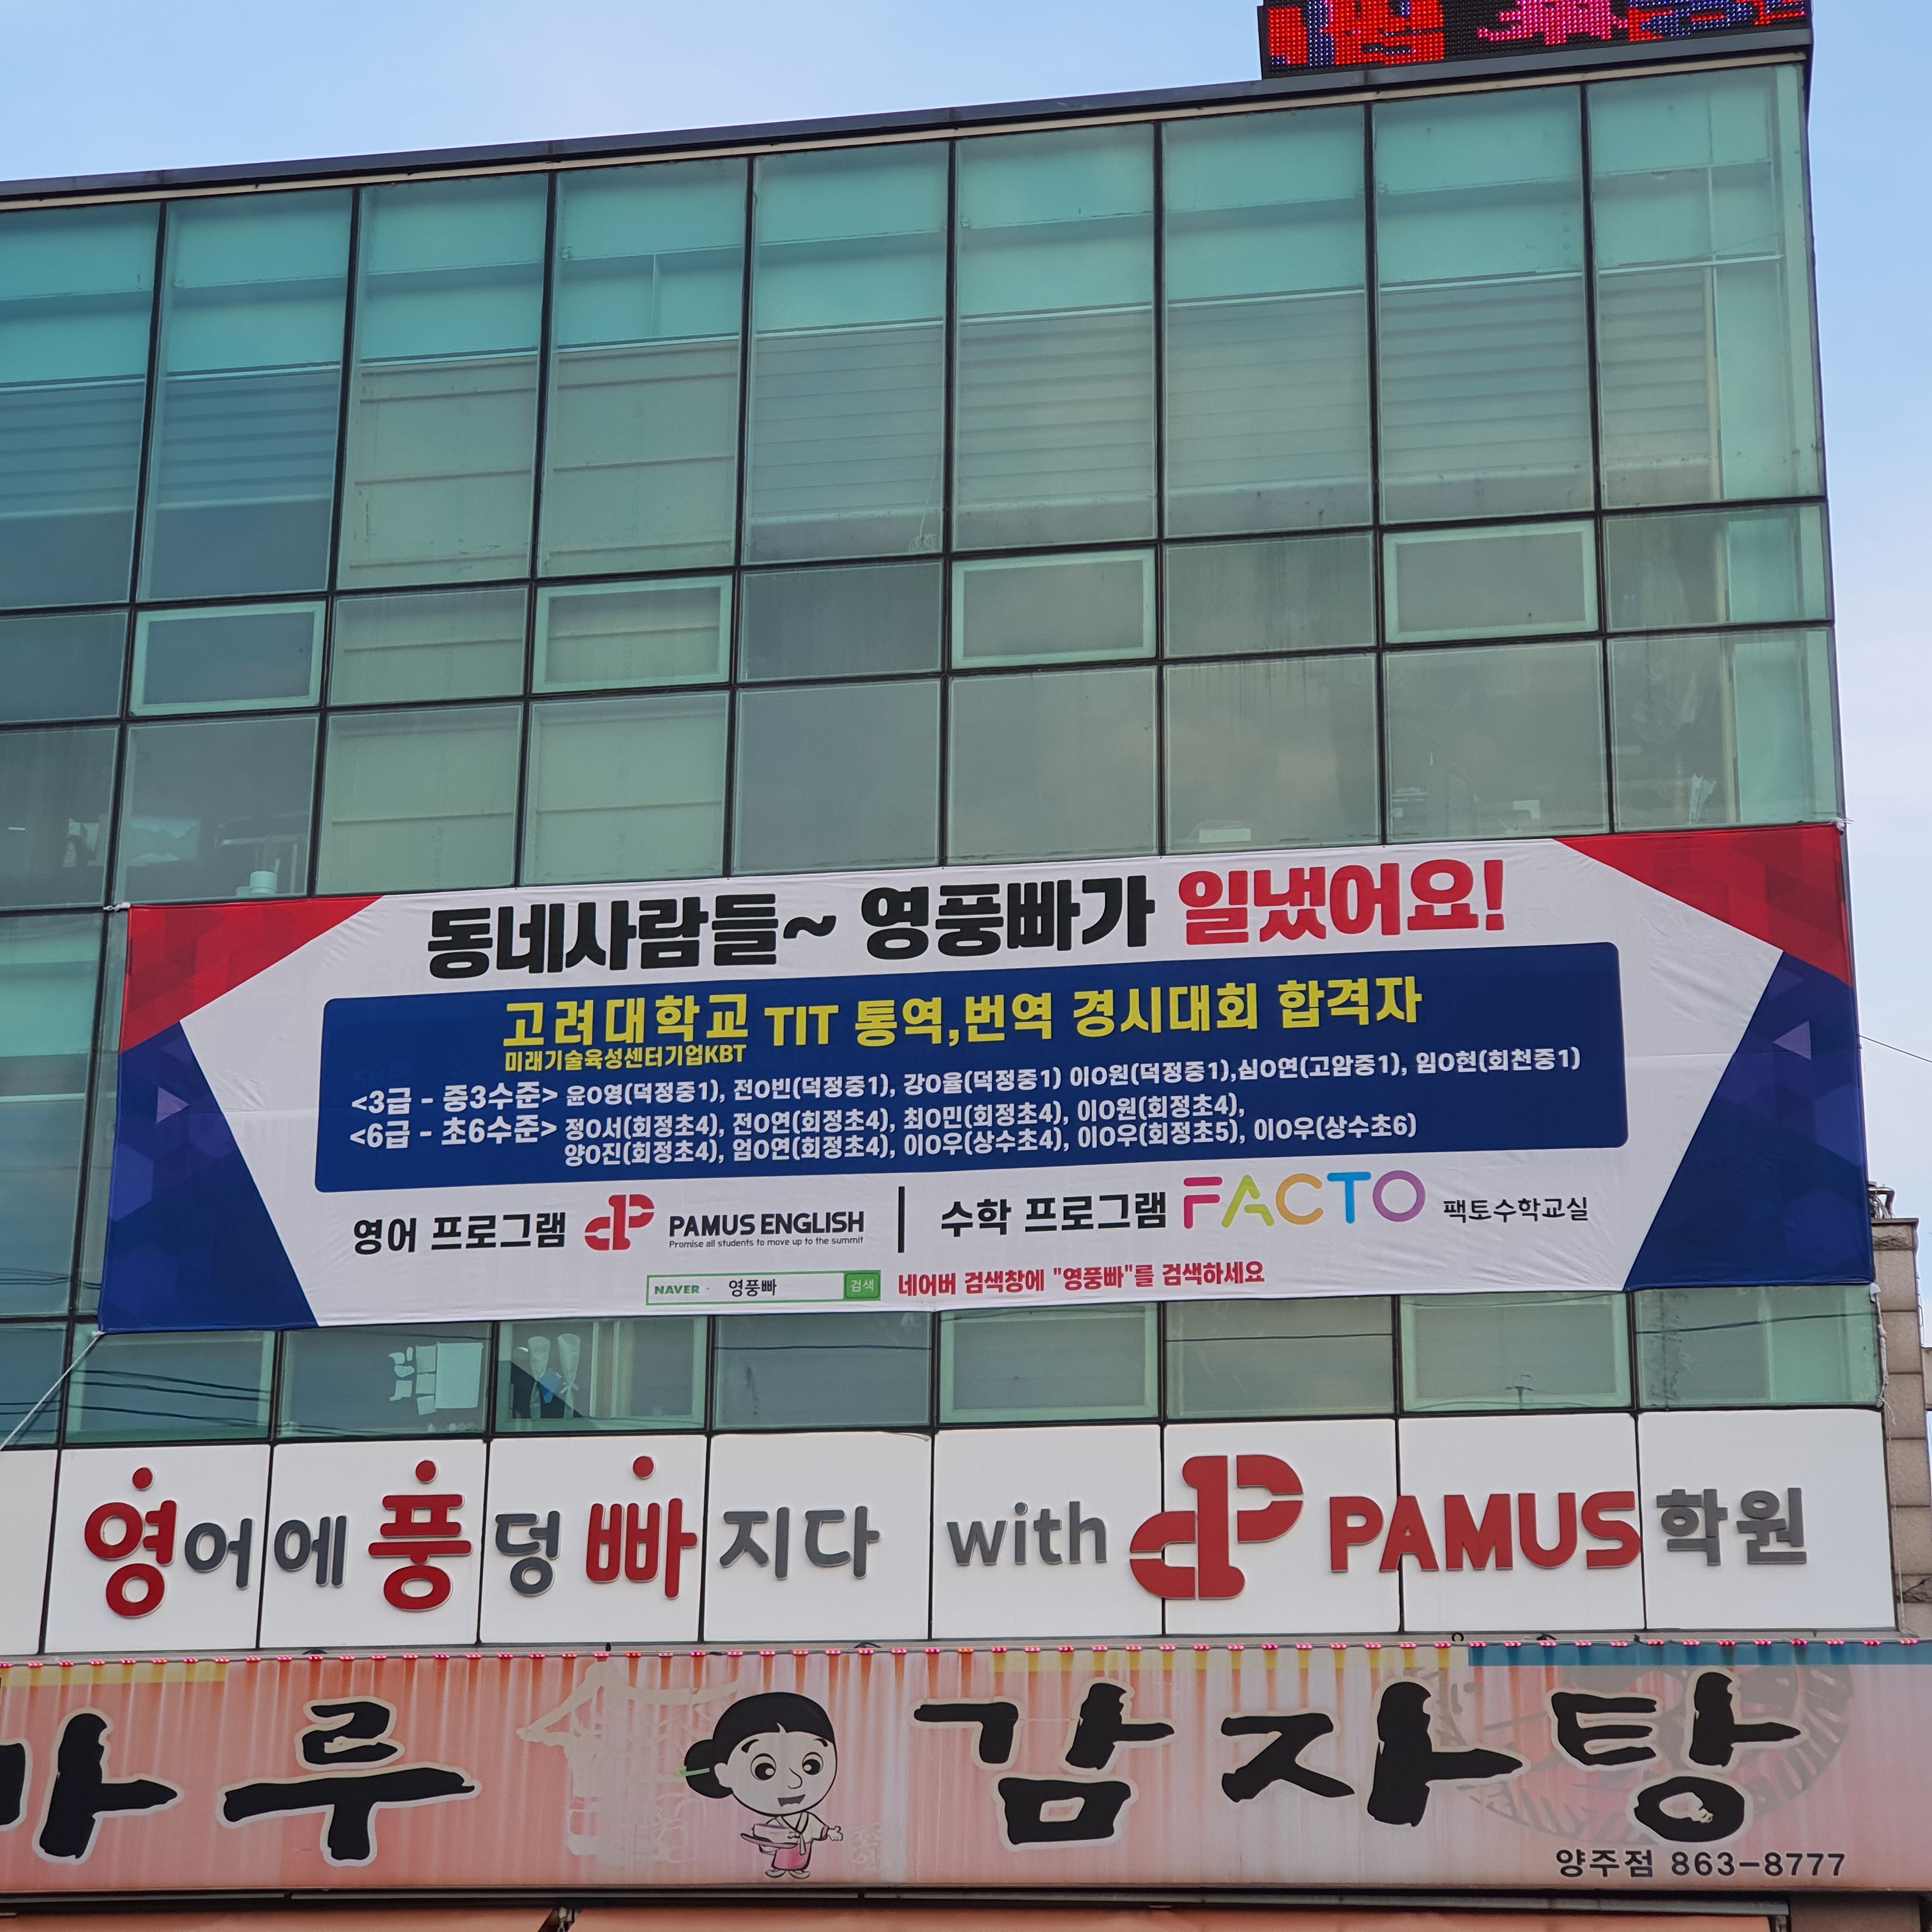 동네사람들~ 영풍빠가 일냈어요!
고려대학교 TIT 통역,번역 경시대회 합격자
미래기술육성센터기업KBT
<3급 - 중3수준> 윤O영(덕정중1), 전O빈(덕정중1), 강O율(덕정중1) 이O원(덕정중1),심O연(고암중1), 임O현(회천중1)
<6급 - 초6수준> 정O서(회정초4), 전O연(회정초4), 최O민(회정초4), 이O원(회정초4),
양O진(회정초4), 엄O연(회정초4), 이O우(상수초4), 이O우(회정초5), 이O우(상수초6)
영어 프로그램 PAMUS ENGLISH | 수학 프로그램 FACTO 팩토수학교실
Promise all students to move up to the summit
NAVER 영풍빠 검색 네이버 검색창에 "영풍빠"를 검색하세요
영어에 풍덩 빠지다 with PAMUS 학원
마루 감자탕
양주점 863-8777